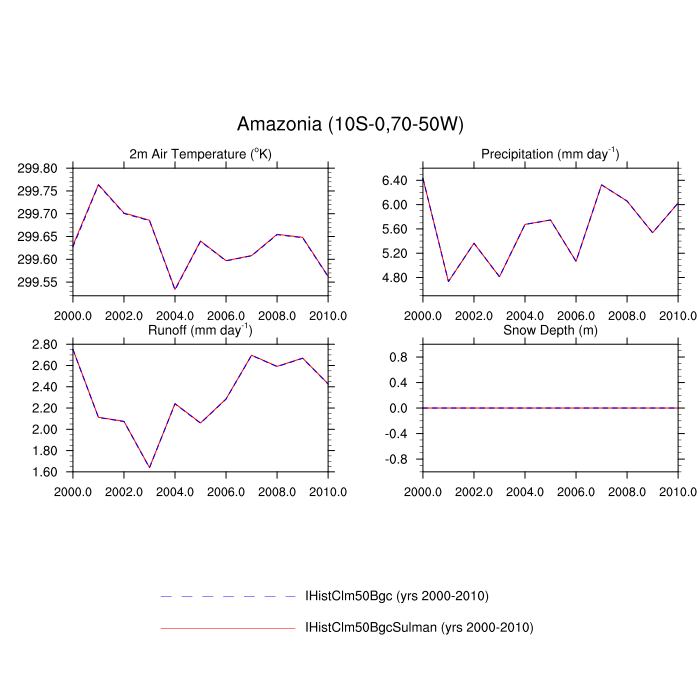 Amazonia (10S-0,70-50W)
2m Air Temperature (°K)
299.80
299.75
299.70
299.65
299.60
299.55
2000.0 2002.0 2004.0 2006.0 2008.0 2010.0
Precipitation (mm day⁻¹)
6.40
6.00
5.60
5.20
4.80
2000.0 2002.0 2004.0 2006.0 2008.0 2010.0
Runoff (mm day⁻¹)
2.80
2.60
2.40
2.20
2.00
1.80
1.60
2000.0 2002.0 2004.0 2006.0 2008.0 2010.0
Snow Depth (m)
0.8
0.4
0.0
-0.4
-0.8
2000.0 2002.0 2004.0 2006.0 2008.0 2010.0
IHistClm50Bgc (yrs 2000-2010)
IHistClm50BgcSulman (yrs 2000-2010)